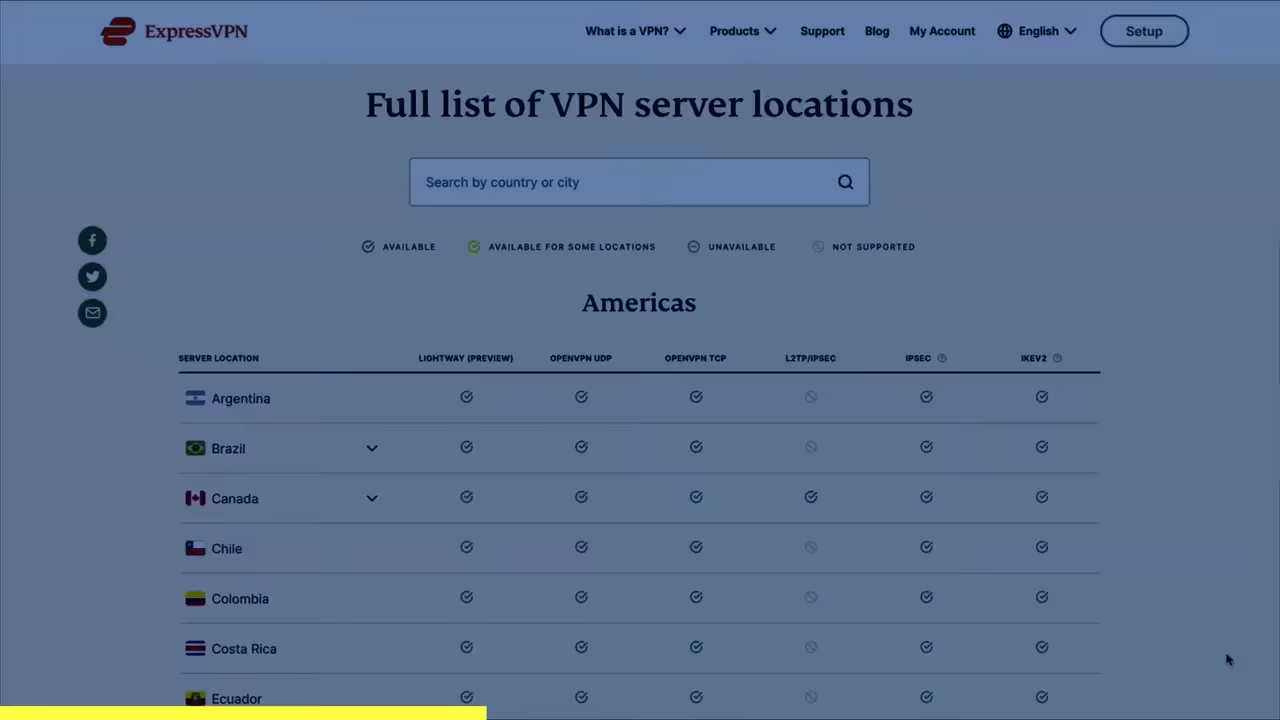 ExpressVPN
What is a VPN? Products Support Blog My Account English Setup
Full list of VPN server locations
Search by country or city
AVAILABLE AVAILABLE FOR SOME LOCATIONS UNAVAILABLE NOT SUPPORTED
Americas
SERVER LOCATION LIGHTWAY (PREVIEW) OPENVPN UDP OPENVPN TCP L2TP/IPSEC IPSEC IKEV2
Argentina
Brazil
Canada
Chile
Colombia
Costa Rica
Ecuador